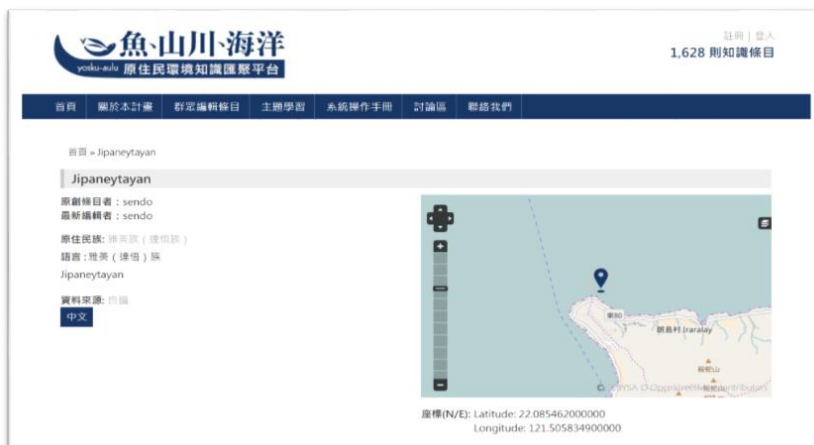 魚、山川、海洋
yosku-aulu 原住民環境知識匯聚平台
註冊 | 登入
1,628 則知識條目
首頁 關於本計畫 群眾編輯條目 主題學習 系統操作手冊 討論區 聯絡我們
首頁 » Jipaneytayan
Jipaneytayan
原創條目者：sendo
最新編輯者：sendo
原住民族: 雅美族（達悟族）
語言:雅美（達悟）族
Jipaneytayan
資料來源:
中文
東80
朗島村 Iraralay
座標(N/E): Latitude: 22.085462000000
Longitude: 121.505834900000